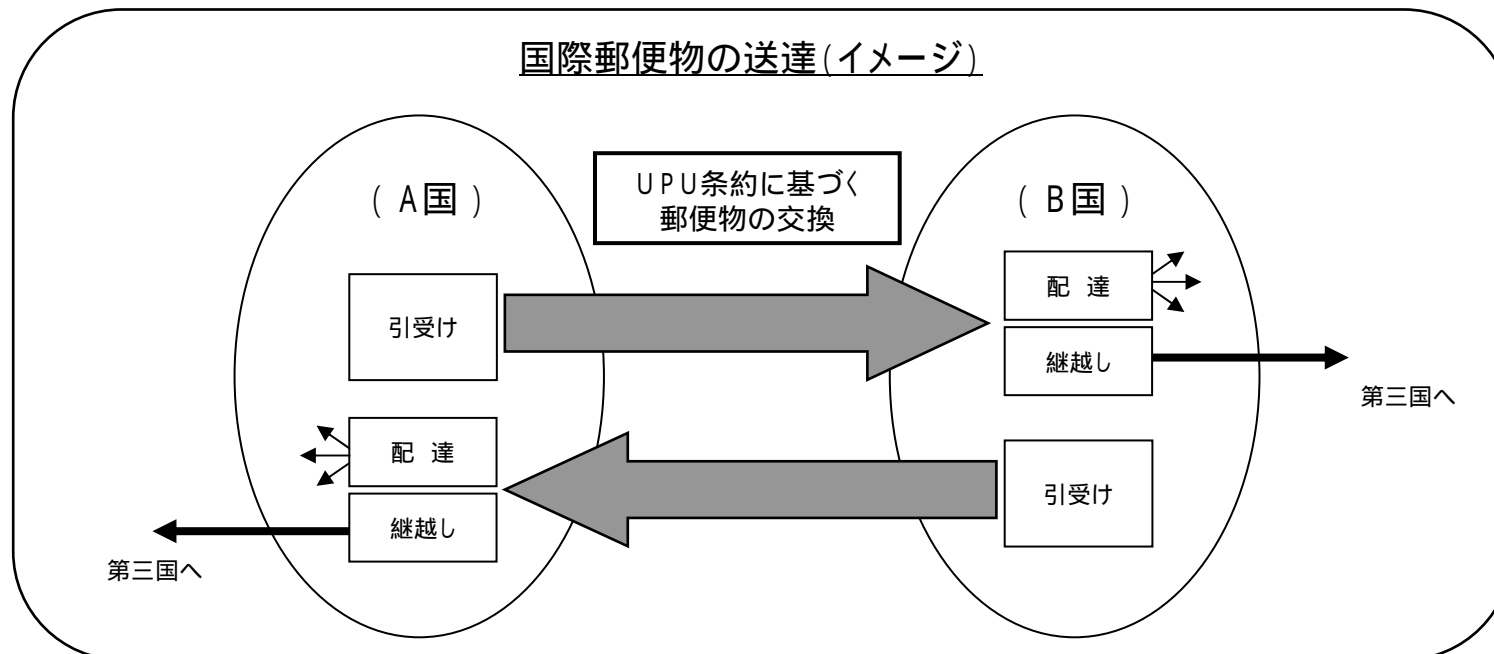 国際郵便物の送達(イメージ)
UPU条約に基づく
郵便物の交換
( A国 )
( B国 )
引受け
配 達
継越し
第三国へ
配 達
継越し
第三国へ
引受け